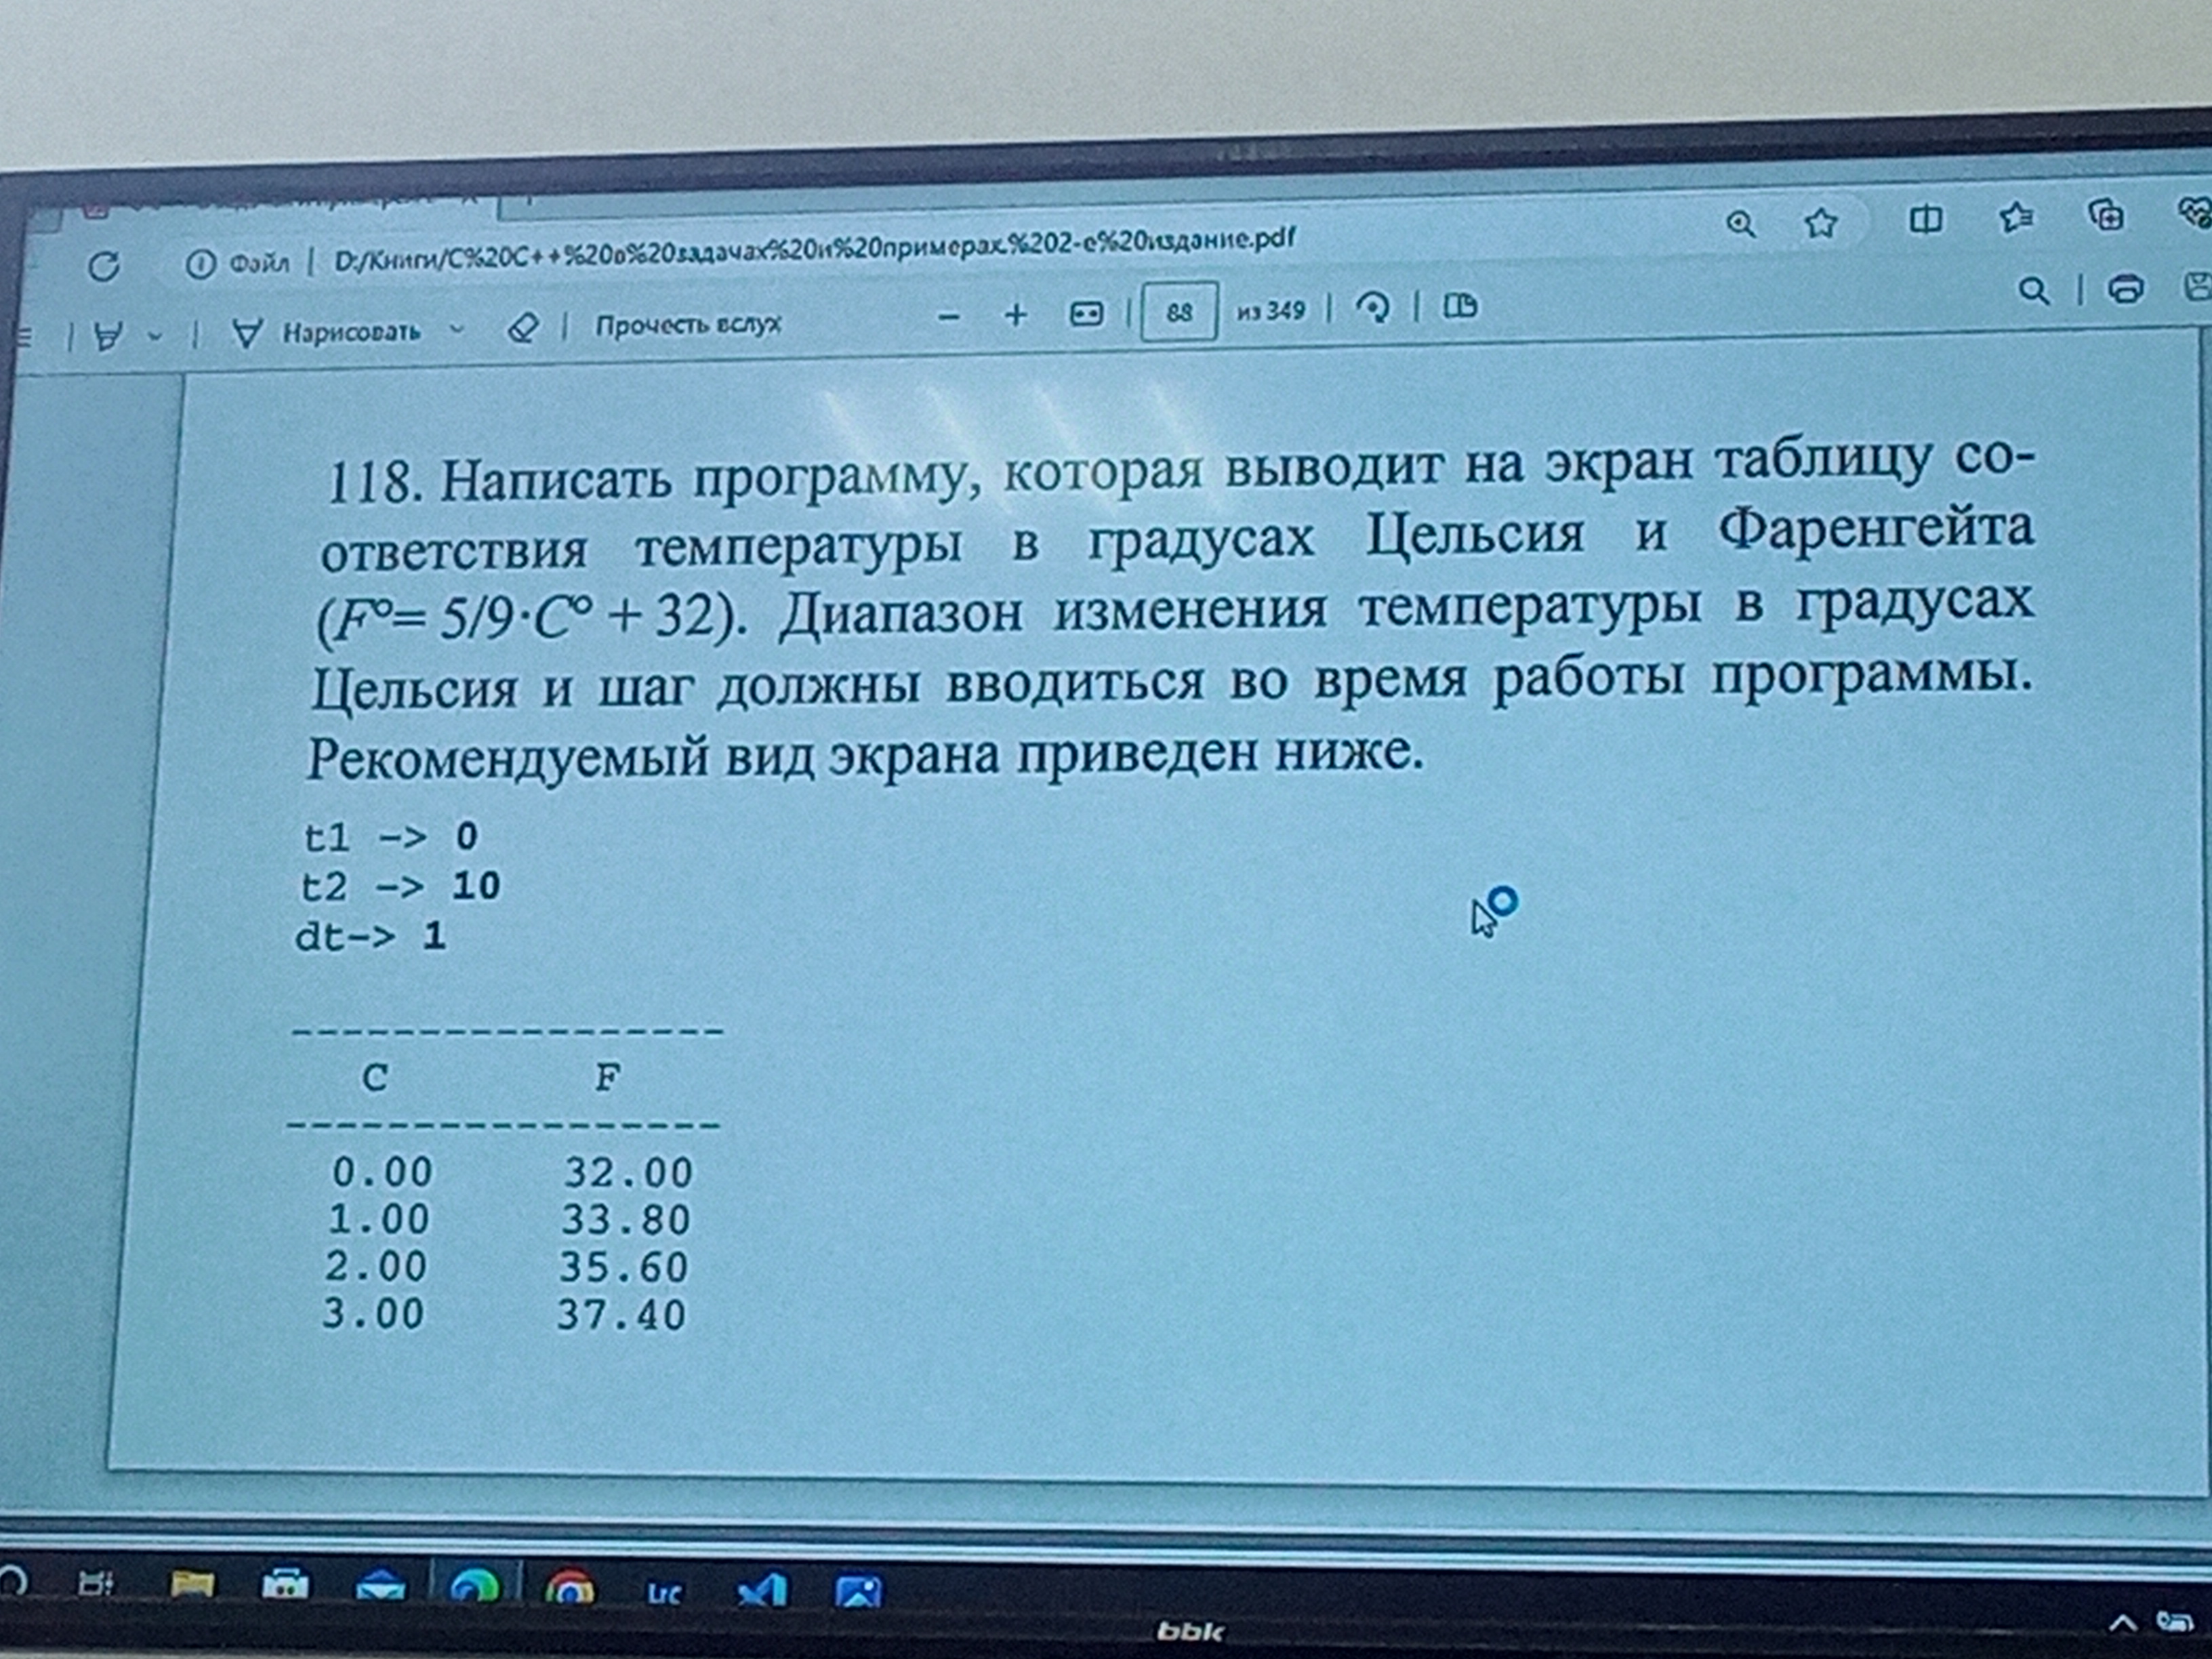 Файл | D:/Книги/C%20C++%20в%20задачах%20и%20примерах.%202-е%20издание.pdf
Нарисовать | Прочесть вслух − + 88 из 349
118. Написать программу, которая выводит на экран таблицу со-
ответствия температуры в градусах Цельсия и Фаренгейта
(F°= 5/9·C° + 32). Диапазон изменения температуры в градусах
Цельсия и шаг должны вводиться во время работы программы.
Рекомендуемый вид экрана приведен ниже.
t1 -> 0
t2 -> 10
dt-> 1
-----------------
C F
-----------------
0.00 32.00
1.00 33.80
2.00 35.60
3.00 37.40
Lrc
bbk